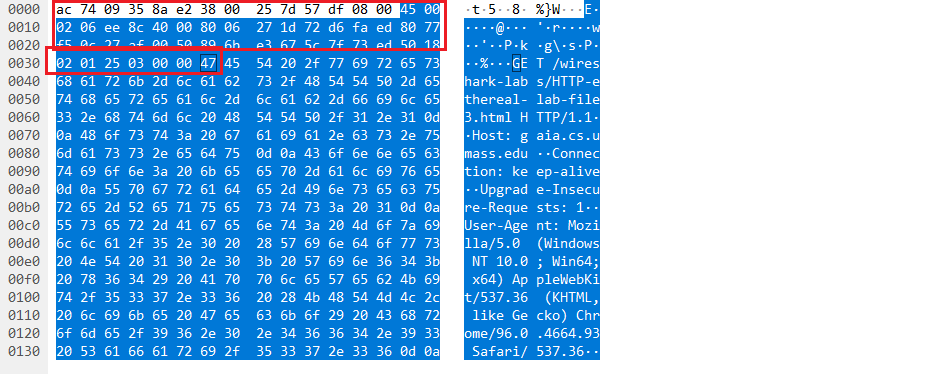 0000 ac 74 09 35 8a e2 38 00 25 7d 57 df 08 00 45 00 ·t·5··8· %}W···E·
0010 02 06 ee 8c 40 00 80 06 27 1d 72 d6 fa ed 80 77 ····@··· '·r····w
0020 f5 0c 27 af 00 50 89 6b e3 67 5c 7f 73 ed 50 18 ··'··P·k ·g\·s·P·
0030 02 01 25 03 00 00 47 45 54 20 2f 77 69 72 65 73 ··%···GE T /wires
0040 68 61 72 6b 2d 6c 61 62 73 2f 48 54 54 50 2d 65 hark-lab s/HTTP-e
0050 74 68 65 72 65 61 6c 2d 6c 61 62 2d 66 69 6c 65 thereal- lab-file
0060 33 2e 68 74 6d 6c 20 48 54 54 50 2f 31 2e 31 0d 3.html H TTP/1.1·
0070 0a 48 6f 73 74 3a 20 67 61 69 61 2e 63 73 2e 75 ·Host: g aia.cs.u
0080 6d 61 73 73 2e 65 64 75 0d 0a 43 6f 6e 6e 65 63 mass.edu ··Connec
0090 74 69 6f 6e 3a 20 6b 65 65 70 2d 61 6c 69 76 65 tion: ke ep-alive
00a0 0d 0a 55 70 67 72 61 64 65 2d 49 6e 73 65 63 75 ··Upgrad e-Insecu
00b0 72 65 2d 52 65 71 75 65 73 74 73 3a 20 31 0d 0a re-Reque sts: 1··
00c0 55 73 65 72 2d 41 67 65 6e 74 3a 20 4d 6f 7a 69 User-Age nt: Mozi
00d0 6c 6c 61 2f 35 2e 30 20 28 57 69 6e 64 6f 77 73 lla/5.0 (Windows
00e0 20 4e 54 20 31 30 2e 30 3b 20 57 69 6e 36 34 3b NT 10.0 ; Win64;
00f0 20 78 36 34 29 20 41 70 70 6c 65 57 65 62 4b 69 x64) Ap pleWebKi
0100 74 2f 35 33 37 2e 33 36 20 28 4b 48 54 4d 4c 2c t/537.36 (KHTML,
0110 20 6c 69 6b 65 20 47 65 63 6b 6f 29 20 43 68 72 like Ge cko) Chr
0120 6f 6d 65 2f 39 36 2e 30 2e 34 36 36 34 2e 39 33 ome/96.0 .4664.93
0130 20 53 61 66 61 72 69 2f 35 33 37 2e 33 36 0d 0a Safari/ 537.36··